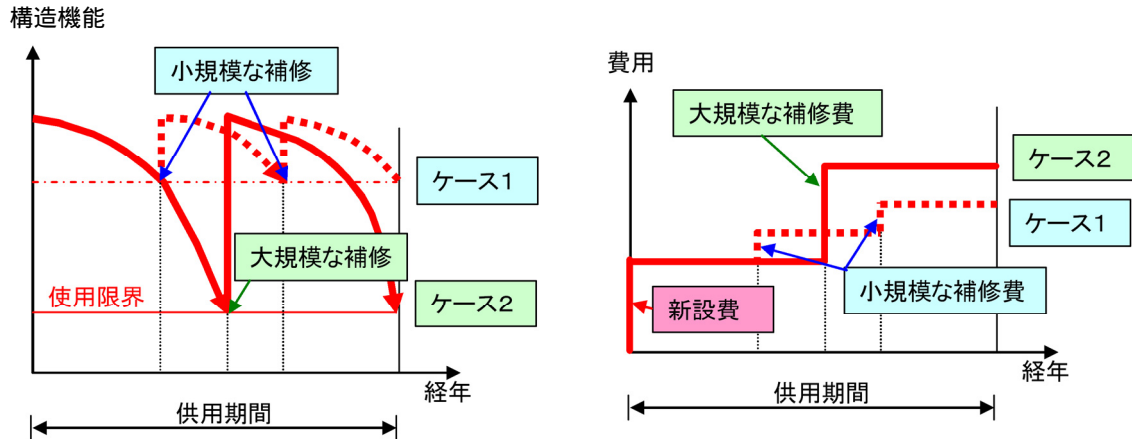 構造機能
小規模な補修
ケース1
大規模な補修
使用限界
ケース2
経年
供用期間
費用
大規模な補修費
ケース2
ケース1
小規模な補修費
新設費
経年
供用期間